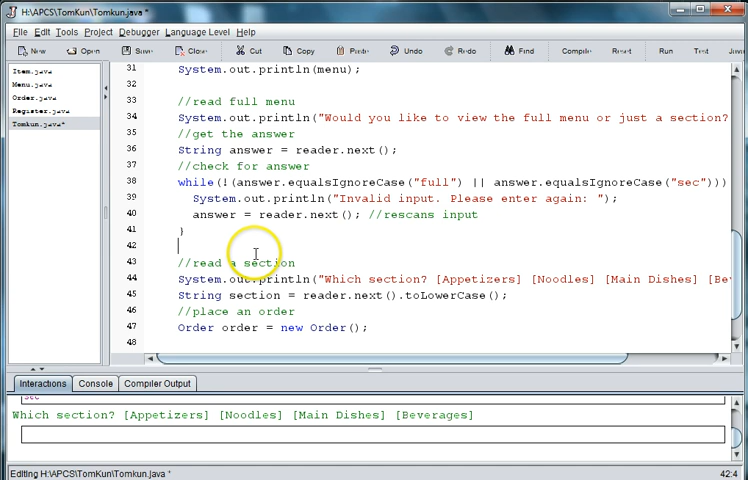 H:\APCS\TomKun\Tomkun.java *
File Edit Tools Project Debugger Language Level Help
New Open Save Close Cut Copy Paste Undo Redo Find Compile Reset Run Test
Item.java
Menu.java
Order.java
Register.java
Tomkun.java*
31 System.out.println(menu);
32
33 //read full menu
34 System.out.println("Would you like to view the full menu or just a section?
35 //get the answer
36 String answer = reader.next();
37 //check for answer
38 while(!(answer.equalsIgnoreCase("full") || answer.equalsIgnoreCase("sec")))
39 System.out.println("Invalid input. Please enter again: ");
40 answer = reader.next(); //rescans input
41 }
42
43 //read a section
44 System.out.println("Which section? [Appetizers] [Noodles] [Main Dishes] [Be
45 String section = reader.next().toLowerCase();
46 //place an order
47 Order order = new Order();
48
Interactions Console Compiler Output
sec
Which section? [Appetizers] [Noodles] [Main Dishes] [Beverages]
Editing H:\APCS\TomKun\Tomkun.java * 42:4